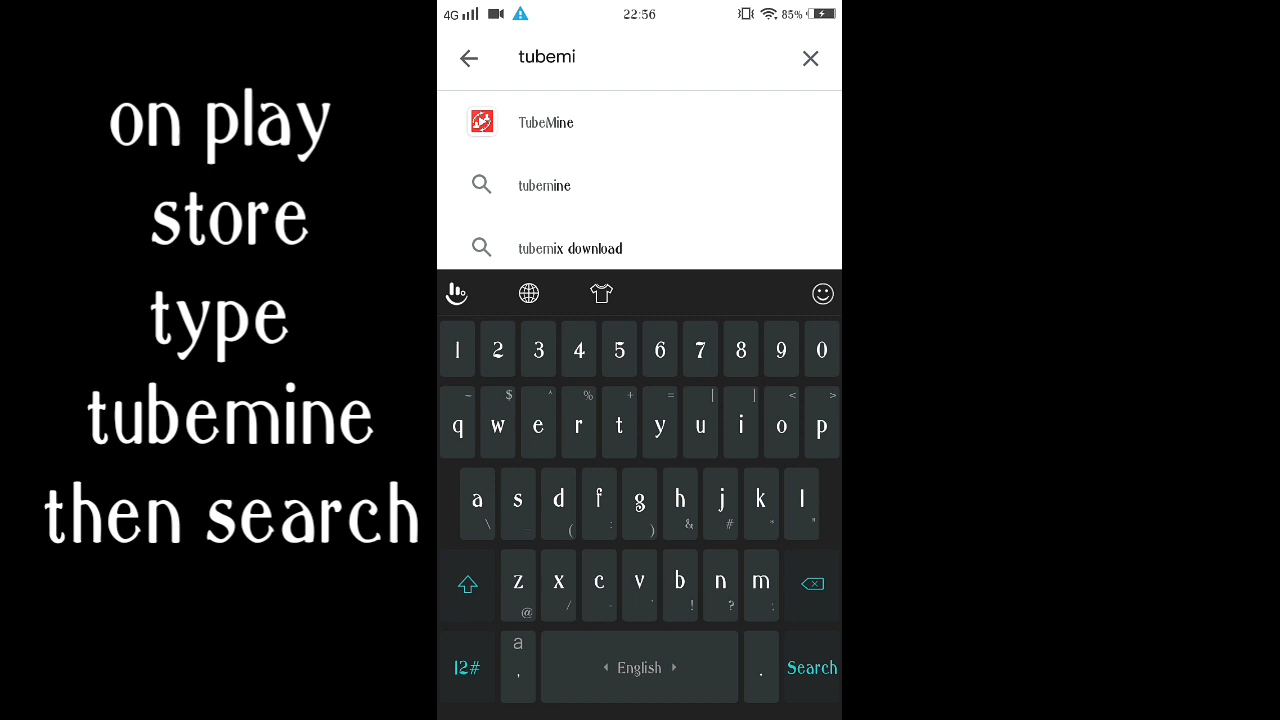 on play
store
type
tubemine
then search
4G 22:56 85%
tubemi
TubeMine
tubemine
tubemix download
1 2 3 4 5 6 7 8 9 0
~ $ ^ % + = [ ] < >
q w e r t y u i o p
a s d f g h j k l
\ _ ( : ) & # * "
z x c v b n m
@ / - ' ! ? ;
a
12# , English . Search